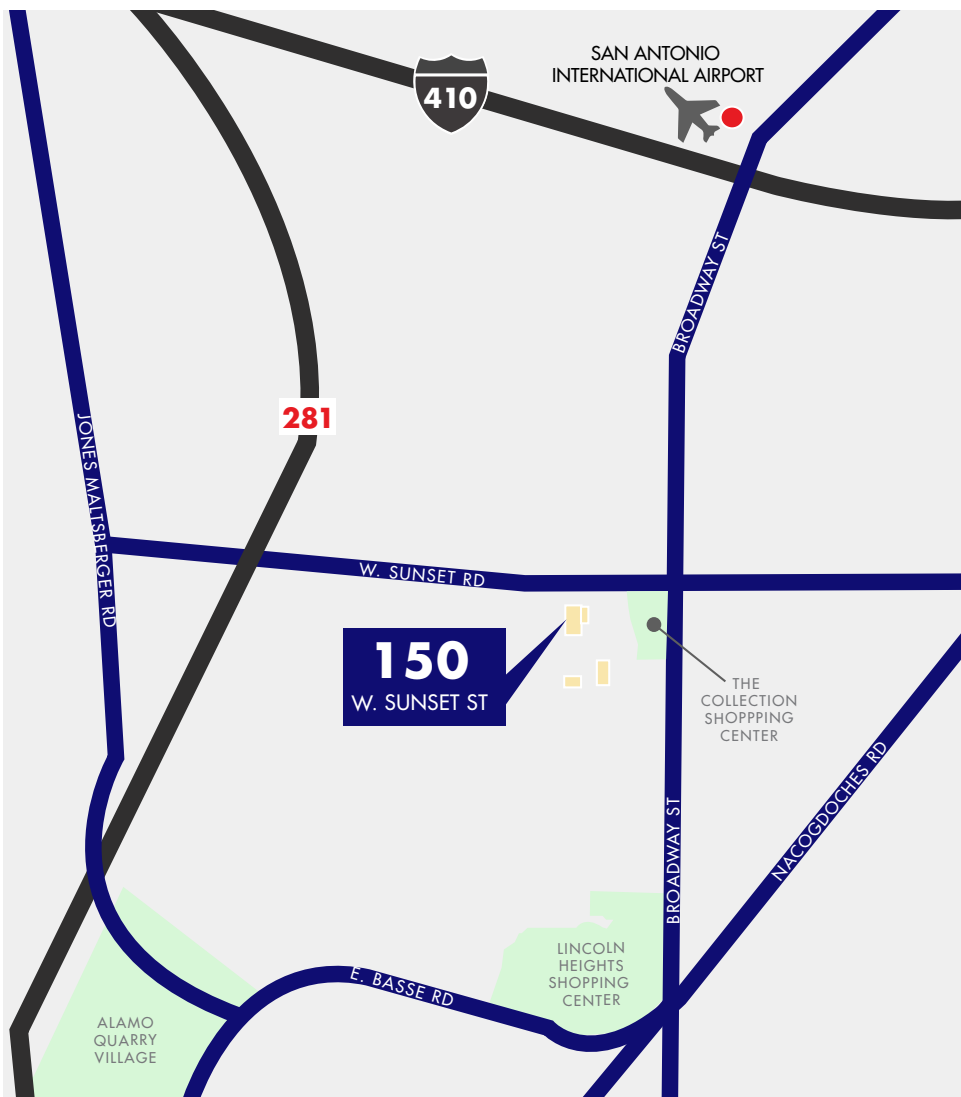 SAN ANTONIO
INTERNATIONAL AIRPORT
410
BROADWAY ST
281
JONES MALTSBERGER RD
W. SUNSET RD
150
W. SUNSET ST
THE
COLLECTION
SHOPPPING
CENTER
NACOGDOCHES RD
BROADWAY ST
LINCOLN
HEIGHTS
SHOPPING
CENTER
E. BASSE RD
ALAMO
QUARRY
VILLAGE